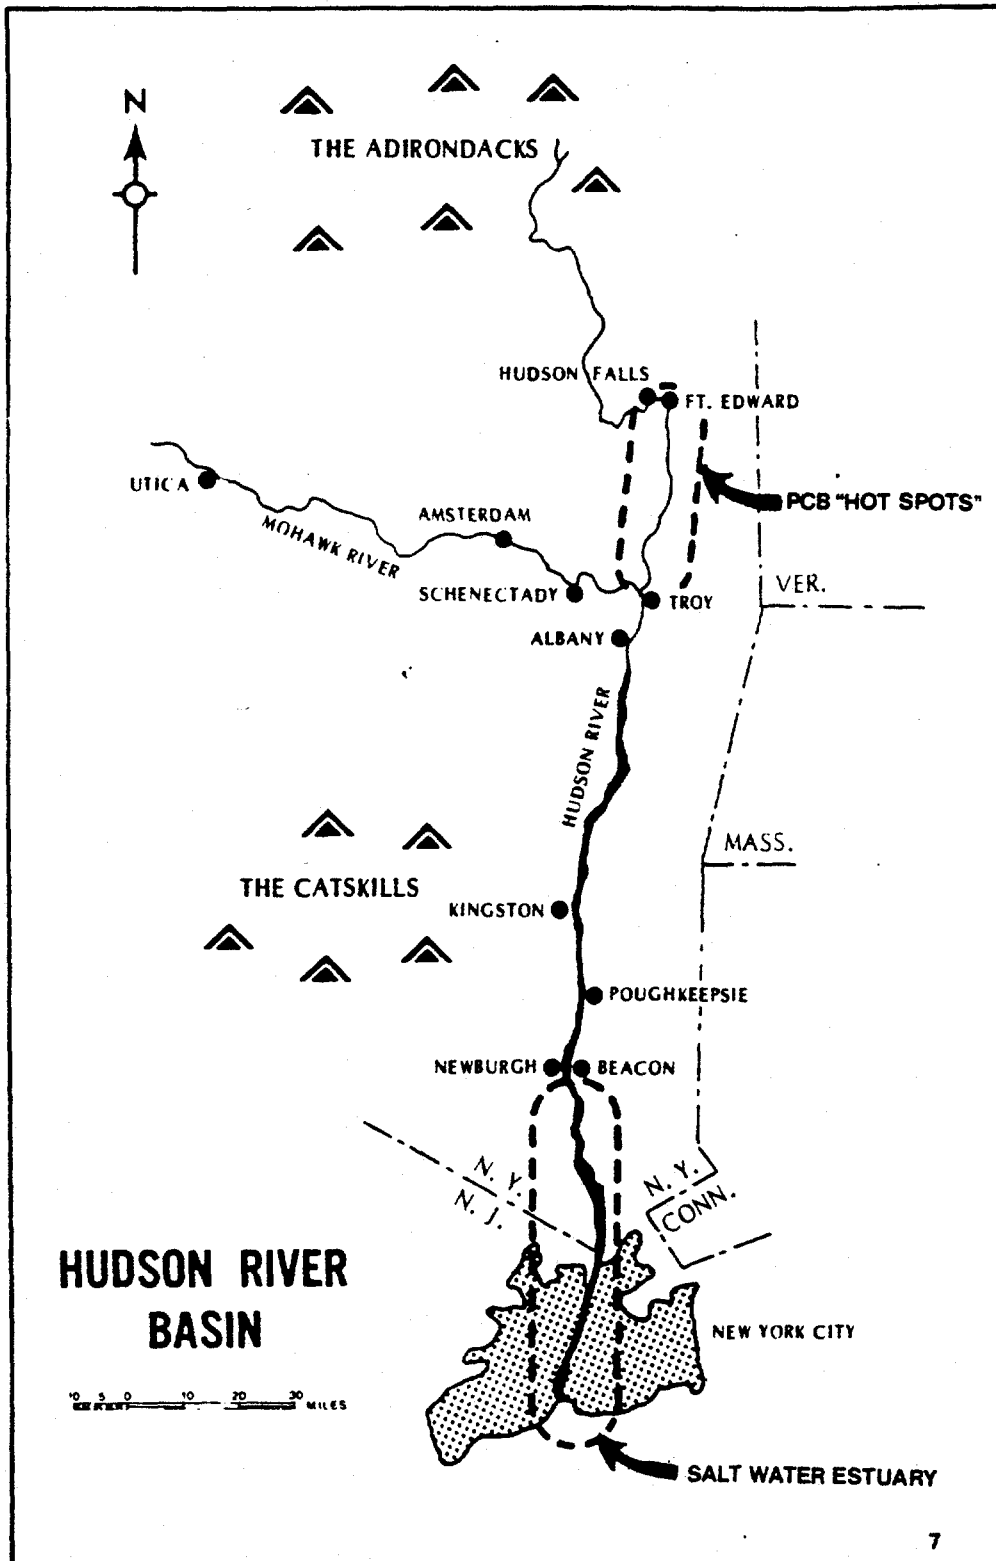 N
THE ADIRONDACKS
HUDSON FALLS
FT. EDWARD
PCB "HOT SPOTS"
UTICA
MOHAWK RIVER
AMSTERDAM
SCHENECTADY
TROY
VER.
ALBANY
HUDSON RIVER
MASS.
THE CATSKILLS
KINGSTON
POUGHKEEPSIE
NEWBURGH
BEACON
N. Y.
N. J.
N. Y.
CONN.
HUDSON RIVER
BASIN
NEW YORK CITY
10 5 0 10 20 30 MILES
SALT WATER ESTUARY
7